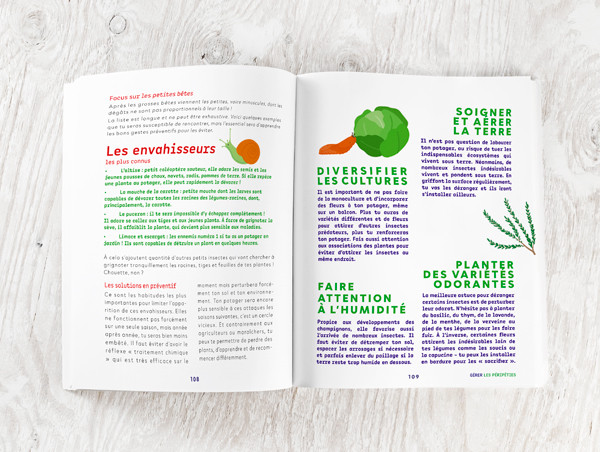 Focus sur les petites bêtes
Après les grosses bêtes viennent les petites, voire minuscules, dont les
dégâts ne sont pas proportionnels à leur taille !
La liste est longue et ne peut être exhaustive. Voici quelques exemples
que tu seras susceptible de rencontrer, mais l'essentiel sera d'apprendre
les bons gestes préventifs pour les éviter.
Les envahisseurs
les plus connus
• L'altise : petit coléoptère sauteur, elle adore les semis et les
jeunes pousses de choux, navets, radis, pommes de terre. Si elle repère
une plante au potager, elle peut rapidement la dévorer !
• La mouche de la carotte : petite mouche dont les larves sont
capables de dévorer toutes les racines des légumes-racines, dont,
principalement, la carotte.
• Le puceron : il te sera impossible d'y échapper complètement !
Il adore se coller aux tiges et aux jeunes plants. À force de grignoter la
sève, il affaiblit la plante, qui devient plus sensible aux maladies.
• Limace et escargot : les ennemis numéro 1 si tu as un potager en
jardin ! Ils sont capables de détruire un plant en quelques heures.
À cela s'ajoutent quantité d'autres petits insectes qui vont chercher à
grignoter tranquillement les racines, tiges et feuilles de tes plantes !
Chouette, non ?
Les solutions en préventif
Ce sont les habitudes les plus
importantes pour limiter l'appari-
tion de ces envahisseurs. Elles
ne fonctionnent pas forcément
sur une seule saison, mais année
après année, tu seras bien moins
embêté. Il faut éviter d'avoir le
réflexe « traitement chimique
» qui est très efficace sur le
moment mais perturbera forcé-
ment ton sol et ton environne-
ment. Ton potager sera encore
plus sensible à ces attaques les
saisons suivantes, c'est un cercle
vicieux. Et contrairement aux
agriculteurs ou maraîchers, tu
peux te permettre de perdre des
plants, d'apprendre et de recom-
mencer différemment.
108
DIVERSIFIER
LES CULTURES
Il est important de ne pas faire
de la monoculture et d'incorporer
des fleurs à ton potager, même
sur un balcon. Plus tu auras de
variétés différentes et de fleurs
pour attirer d'autres insectes
prédateurs, plus tu renforceras
ton potager. Fais aussi attention
aux associations des plantes pour
éviter d'attirer les insectes au
même endroit.
FAIRE
ATTENTION
À L'HUMIDITÉ
Propice aux développements des
champignons, elle favorise aussi
l'arrivée de nombreux insectes. Il
faut éviter de détremper ton sol,
espacer les arrosages si nécessaire
et parfois enlever du paillage si la
terre reste trop humide en dessous.
SOIGNER
ET AÉRER
LA TERRE
Il n'est pas question de labourer
ton potager, au risque de tuer les
indispensables écosystèmes qui
vivent sous terre. Néanmoins, de
nombreux insectes indésirables
vivent et pondent sous terre. En
griffant la surface régulièrement,
tu vas les déranger et ils iront
s'installer ailleurs.
PLANTER
DES VARIÉTÉS
ODORANTES
La meilleure astuce pour déranger
certains insectes est de perturber
leur odorat. N'hésite pas à planter
du basilic, du thym, de la lavande,
de la menthe, de la verveine au
pied de tes légumes pour les faire
fuir. À l'inverse, certaines fleurs
attirent les indésirables loin de
tes légumes comme les soucis ou
la capucine – tu peux les installer
en bordure pour les « sacrifier ».
109
GÉRER LES PÉRIPÉTIES